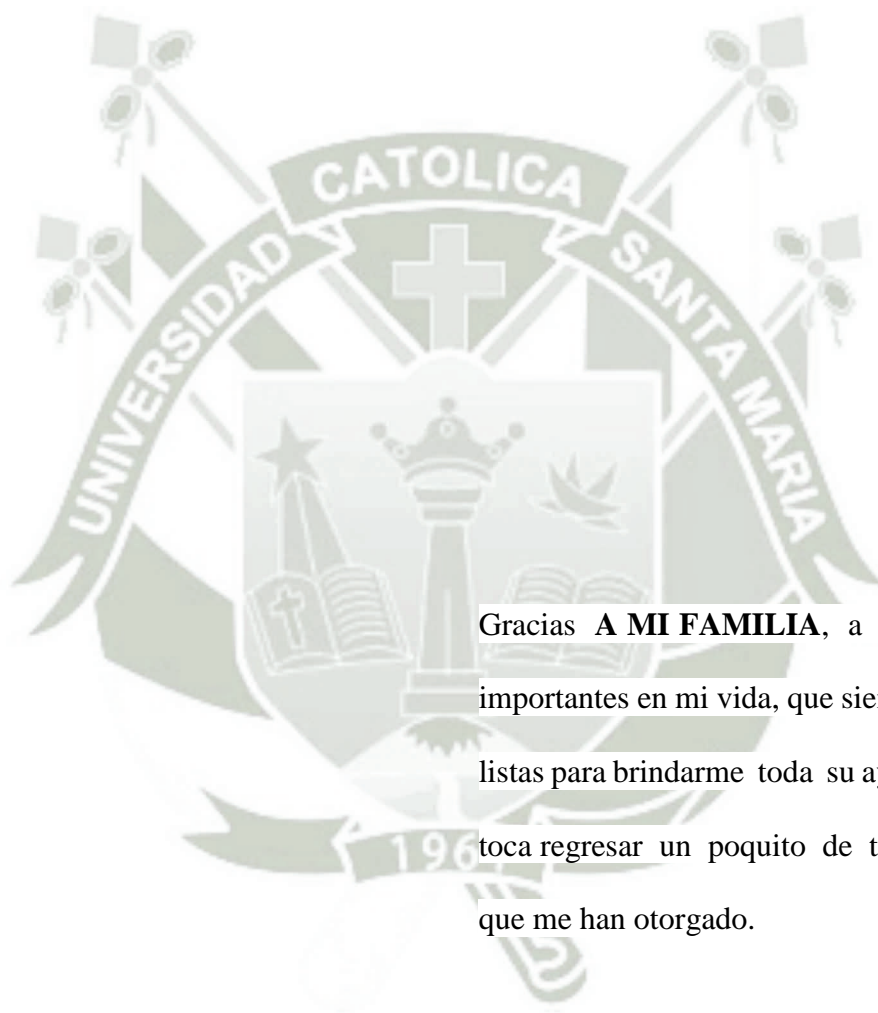 CATOLICA
UNIVERSIDAD
SANTA MARIA
Gracias A MI FAMILIA, a
importantes en mi vida, que
listas para brindarme toda su
toca regresar un poquito de
196
que me han otorgado.